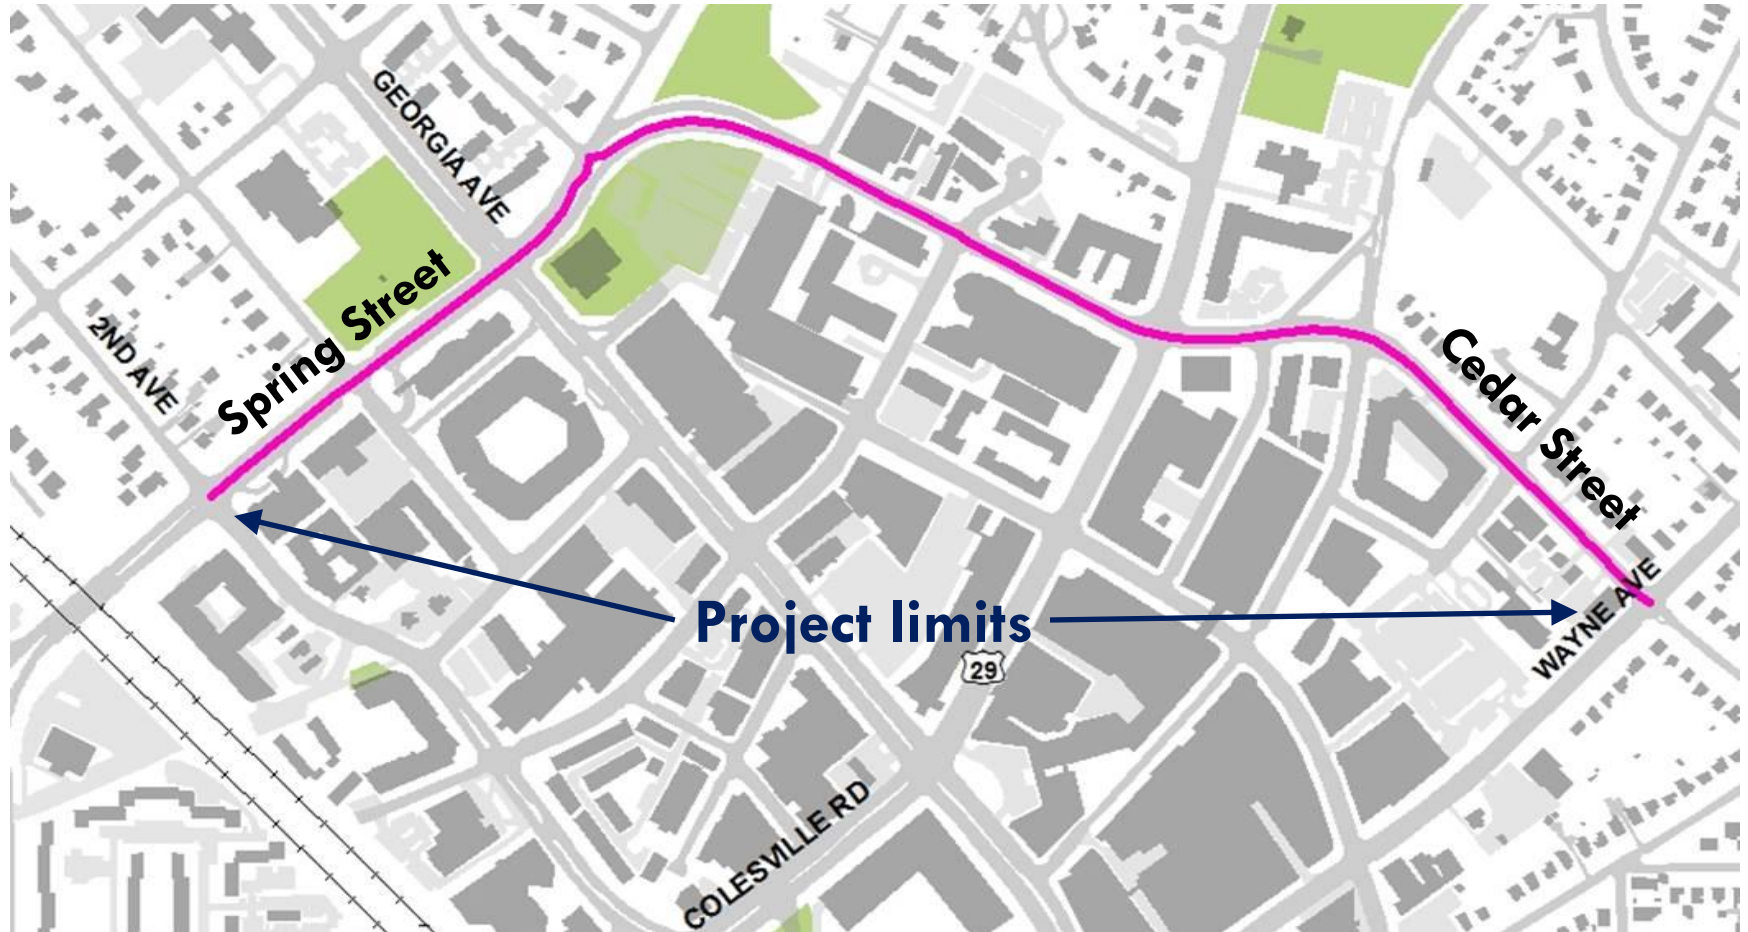 GEORGIA AVE
Spring Street
2ND AVE
Cedar Street
Project limits
WAYNE AVE
29
COLESVILLE RD